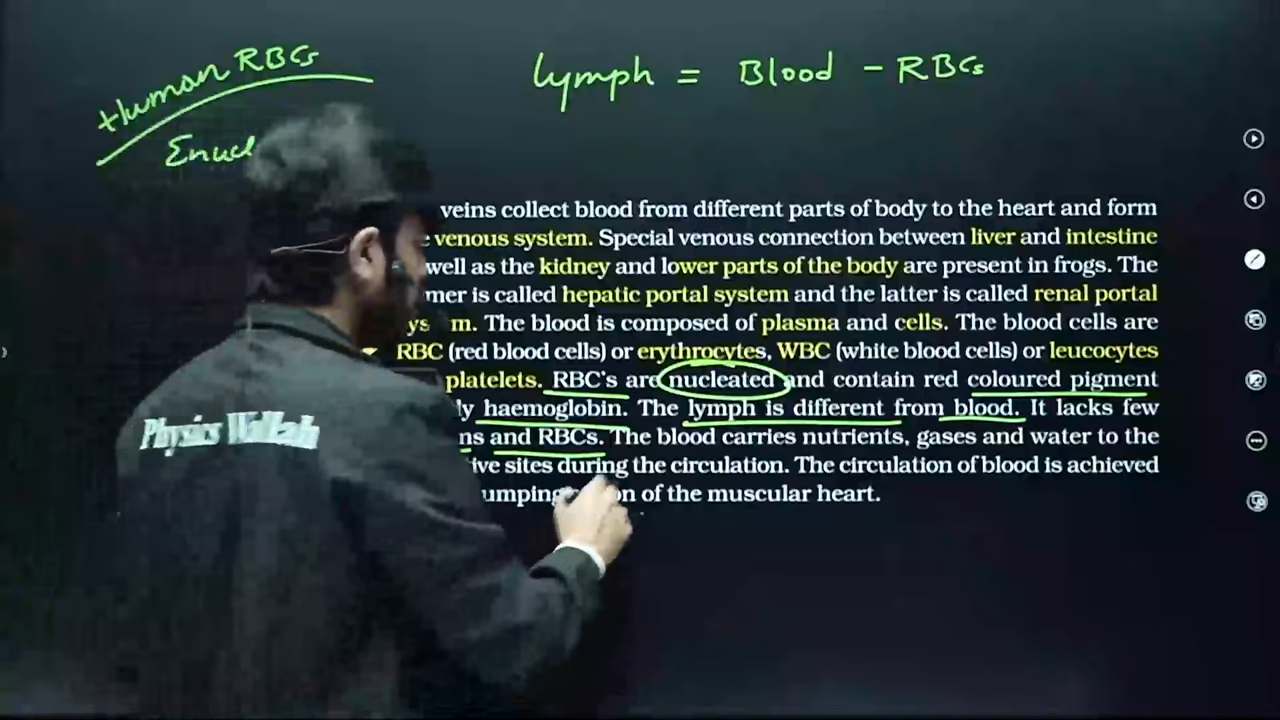 Human RBCs
lymph = Blood - RBCs
veins collect blood from different parts of body to the heart and form
venous system. Special venous connection between liver and intestine
well as the kidney and lower parts of the body are present in frogs. The
mer is called hepatic portal system and the latter is called renal portal
ys m. The blood is composed of plasma and cells. The blood cells are
RBC (red blood cells) or erythrocytes, WBC (white blood cells) or leucocytes
platelets. RBC's are nucleated and contain red coloured pigment
ly haemoglobin. The lymph is different from blood. It lacks few
ns and RBCs. The blood carries nutrients, gases and water to the
ive sites during the circulation. The circulation of blood is achieved
umping of the muscular heart.
Physics Wallah